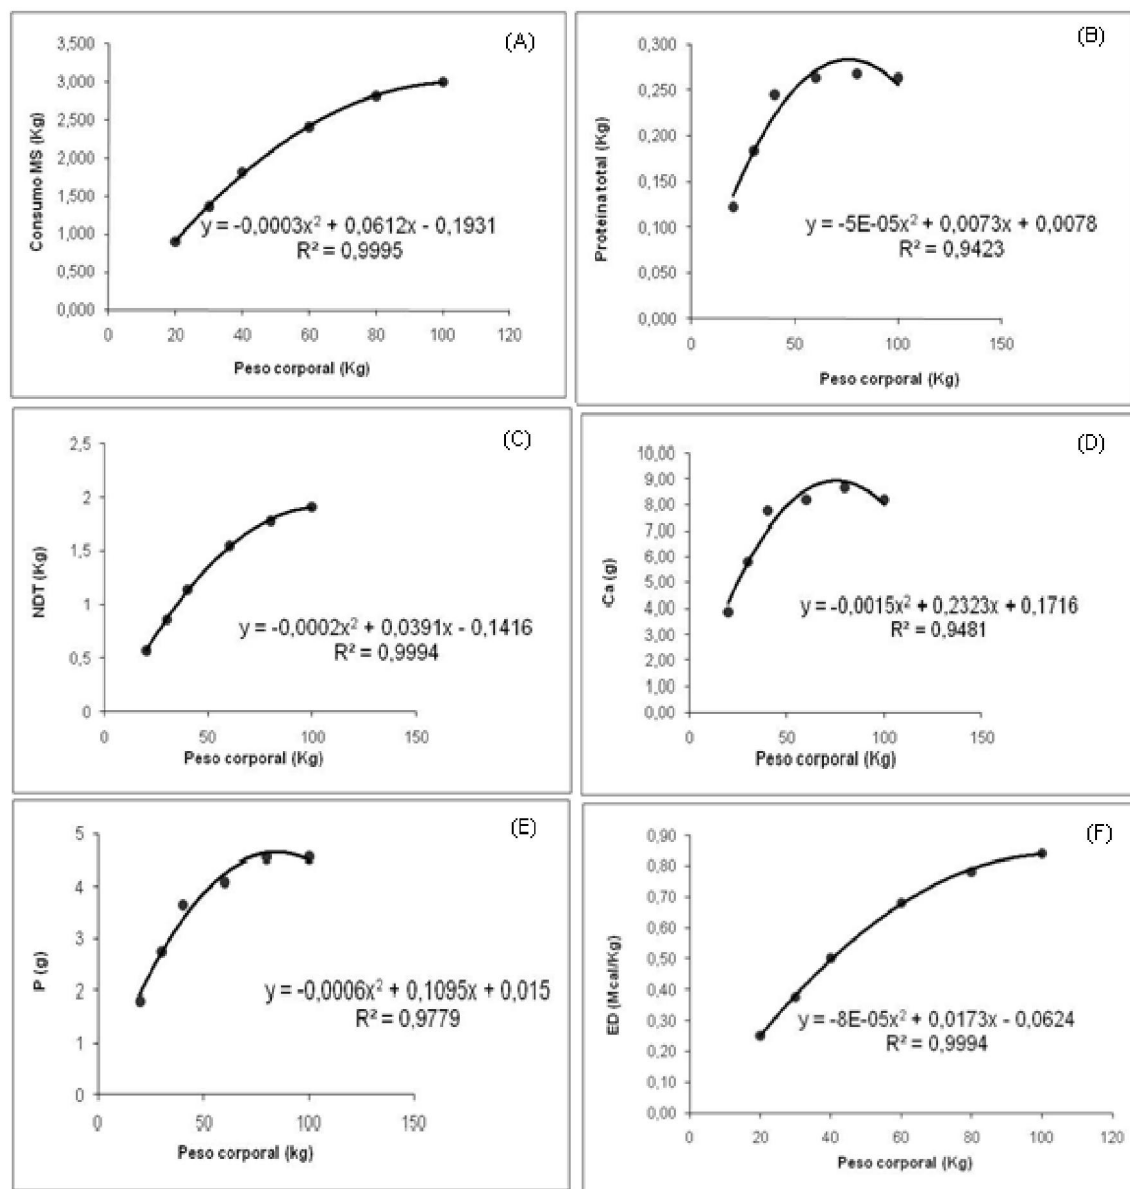 (A)
3,500
3,000
2,500
2,000
1,500
1,000
0,500
0,000
Consumo MS (Kg)
y = -0,0003x² + 0,0612x - 0,1931
R² = 0,9995
0 20 40 60 80 100 120
Peso corporal (Kg)
(B)
0,300
0,250
0,200
0,150
0,100
0,050
0,000
Proteína total (Kg)
y = -5E-05x² + 0,0073x + 0,0078
R² = 0,9423
0 50 100 150
Peso corporal (Kg)
(C)
2,5
2
1,5
1
0,5
0
NDT (Kg)
y = -0,0002x² + 0,0391x - 0,1416
R² = 0,9994
0 50 100 150
Peso corporal (Kg)
(D)
10,00
9,00
8,00
7,00
6,00
5,00
4,00
3,00
2,00
1,00
0,00
Ca (g)
y = -0,0015x² + 0,2323x + 0,1716
R² = 0,9481
0 50 100 150
Peso corporal (Kg)
(E)
5
4
3
2
1
0
P (g)
y = -0,0006x² + 0,1095x + 0,015
R² = 0,9779
0 50 100 150
Peso corporal (kg)
(F)
0,90
0,80
0,70
0,60
0,50
0,40
0,30
0,20
0,10
0,00
ED (Mcal/Kg)
y = -8E-05x² + 0,0173x - 0,0624
R² = 0,9994
0 20 40 60 80 100 120
Peso corporal (Kg)